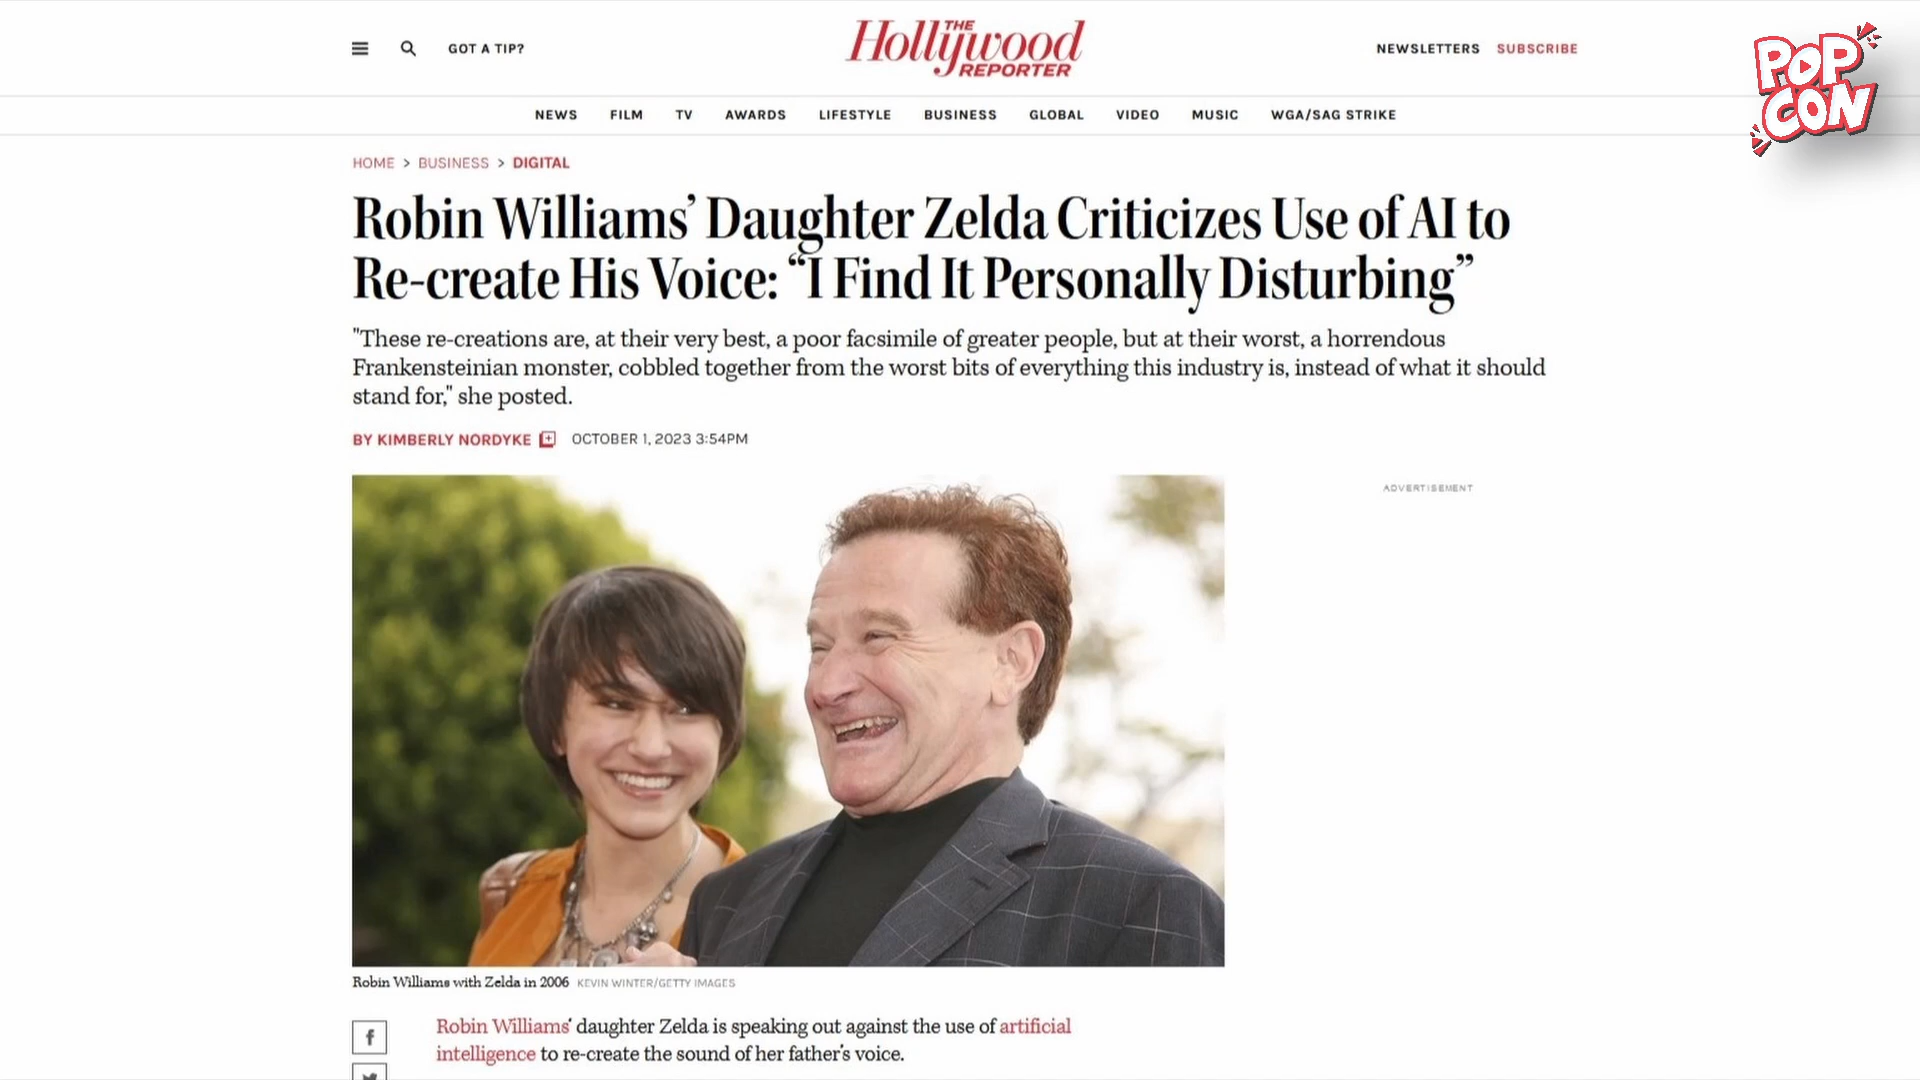 GOT A TIP?
THE
Hollywood
REPORTER
NEWSLETTERS SUBSCRIBE
POP
CON
NEWS FILM TV AWARDS LIFESTYLE BUSINESS GLOBAL VIDEO MUSIC WGA/SAG STRIKE
HOME > BUSINESS > DIGITAL
Robin Williams’ Daughter Zelda Criticizes Use of AI to
Re-create His Voice: “I Find It Personally Disturbing”
"These re-creations are, at their very best, a poor facsimile of greater people, but at their worst, a horrendous
Frankensteinian monster, cobbled together from the worst bits of everything this industry is, instead of what it should
stand for," she posted.
BY KIMBERLY NORDYKE OCTOBER 1, 2023 3:54PM
ADVERTISEMENT
Robin Williams with Zelda in 2006 KEVIN WINTER/GETTY IMAGES
Robin Williams‘ daughter Zelda is speaking out against the use of artificial
intelligence to re-create the sound of her father’s voice.